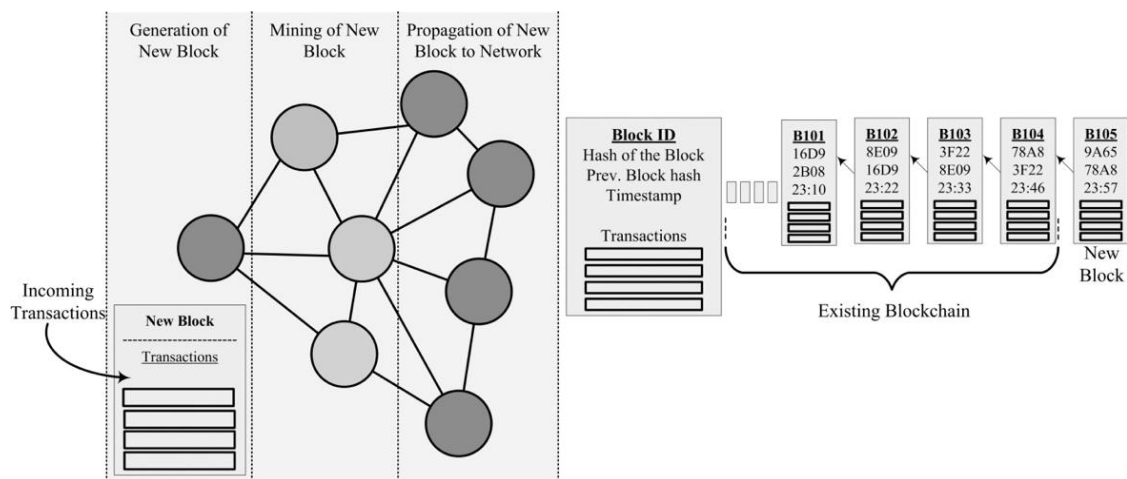 Generation of
New Block
Mining of New
Block
Propagation of New
Block to Network
Incoming
Transactions
New Block
Transactions
Block ID
Hash of the Block
Prev. Block hash
Timestamp
Transactions
B101
16D9
2B08
23:10
B102
8E09
16D9
23:22
B103
3F22
8E09
23:33
B104
78A8
3F22
23:46
B105
9A65
78A8
23:57
New
Block
Existing Blockchain